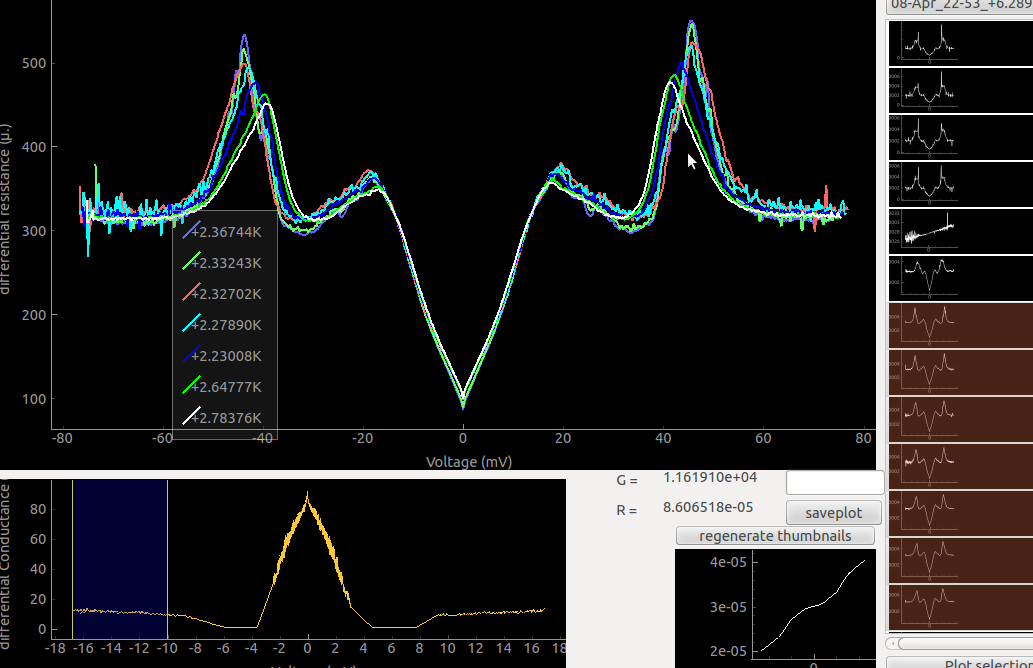 08-Apr_22-53_+6.289
differential resistance (µ.)
500
400
300
200
100
+2.36744K
+2.33243K
+2.32702K
+2.27890K
+2.23008K
+2.64777K
+2.78376K
-80 -60 -40 -20 0 20 40 60 80
Voltage (mV)
differential Conductance
80
60
40
20
0
-18 -16 -14 -12 -10 -8 -6 -4 -2 0 2 4 6 8 10 12 14 16 18
G = 1.161910e+04
R = 8.606518e-05
saveplot
regenerate thumbnails
4e-05
3e-05
2e-05
0
Plot selection